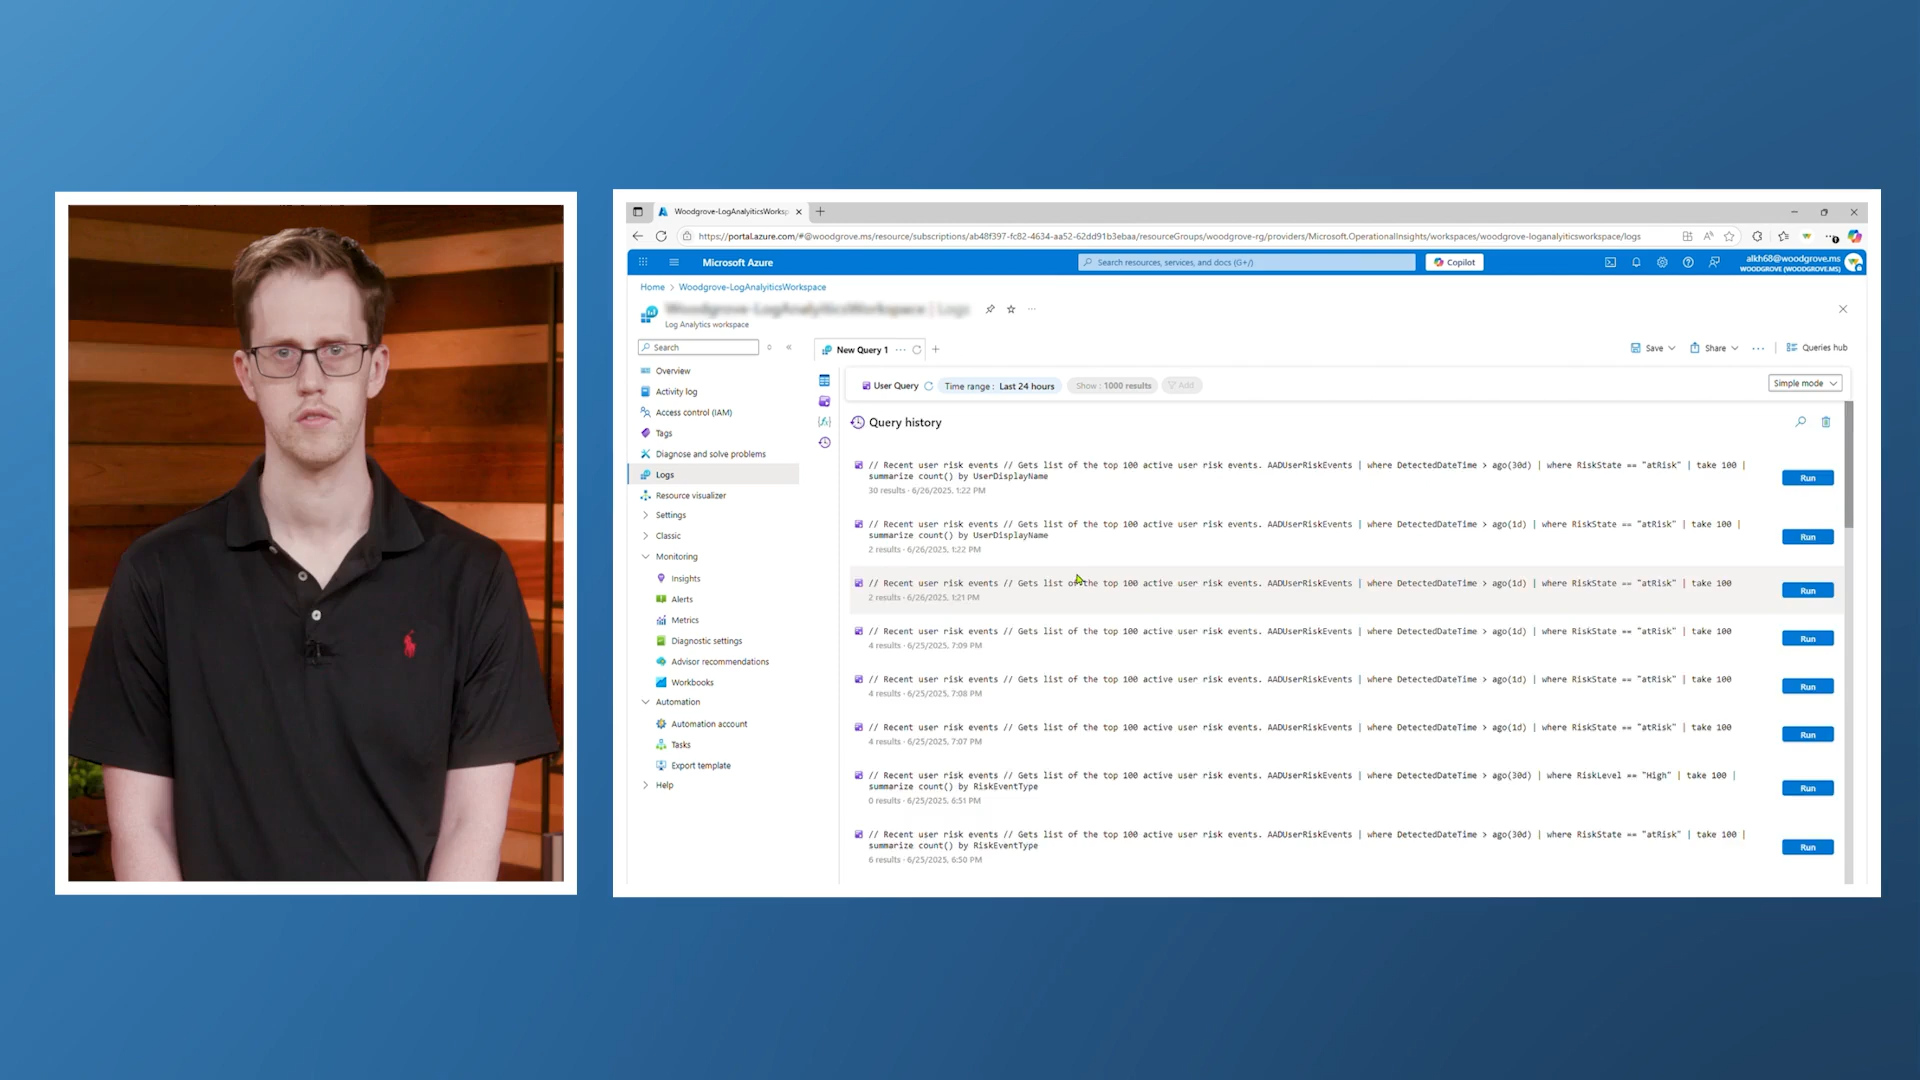 Woodgrove-LogAnalyiticsWorksp
https://portal.azure.com/#@woodgrove.ms/resource/subscriptions/ab48f397-fc82-4634-aa52-62dd91b3ebaa/resourceGroups/woodgrove-rg/providers/Microsoft.OperationalInsights/workspaces/woodgrove-loganalyiticsworkspace/logs
Microsoft Azure
Search resources, services, and docs (G+/)
Copilot
alkh68@woodgrove.ms
WOODGROVE (WOODGROVE.MS)
Home > Woodgrove-LogAnalyiticsWorkspace
Woodgrove-LogAnalyiticsWorkspace | Logs
Log Analytics workspace
Search
Overview
Activity log
Access control (IAM)
Tags
Diagnose and solve problems
Logs
Resource visualizer
Settings
Classic
Monitoring
Insights
Alerts
Metrics
Diagnostic settings
Advisor recommendations
Workbooks
Automation
Automation account
Tasks
Export template
Help
New Query 1
Save
Share
Queries hub
User Query
Time range : Last 24 hours
Show : 1000 results
Add
Simple mode
Query history
// Recent user risk events // Gets list of the top 100 active user risk events. AADUserRiskEvents | where DetectedDateTime > ago(30d) | where RiskState == "atRisk" | take 100 |
summarize count() by UserDisplayName
30 results · 6/26/2025, 1:22 PM
Run
// Recent user risk events // Gets list of the top 100 active user risk events. AADUserRiskEvents | where DetectedDateTime > ago(1d) | where RiskState == "atRisk" | take 100 |
summarize count() by UserDisplayName
2 results · 6/26/2025, 1:22 PM
Run
// Recent user risk events // Gets list of the top 100 active user risk events. AADUserRiskEvents | where DetectedDateTime > ago(1d) | where RiskState == "atRisk" | take 100
2 results · 6/26/2025, 1:21 PM
Run
// Recent user risk events // Gets list of the top 100 active user risk events. AADUserRiskEvents | where DetectedDateTime > ago(1d) | where RiskState == "atRisk" | take 100
4 results · 6/25/2025, 7:09 PM
Run
// Recent user risk events // Gets list of the top 100 active user risk events. AADUserRiskEvents | where DetectedDateTime > ago(1d) | where RiskState == "atRisk" | take 100
4 results · 6/25/2025, 7:08 PM
Run
// Recent user risk events // Gets list of the top 100 active user risk events. AADUserRiskEvents | where DetectedDateTime > ago(1d) | where RiskState == "atRisk" | take 100
4 results · 6/25/2025, 7:07 PM
Run
// Recent user risk events // Gets list of the top 100 active user risk events. AADUserRiskEvents | where DetectedDateTime > ago(30d) | where RiskLevel == "High" | take 100 |
summarize count() by RiskEventType
0 results · 6/25/2025, 6:51 PM
Run
// Recent user risk events // Gets list of the top 100 active user risk events. AADUserRiskEvents | where DetectedDateTime > ago(30d) | where RiskState == "atRisk" | take 100 |
summarize count() by RiskEventType
6 results · 6/25/2025, 6:50 PM
Run